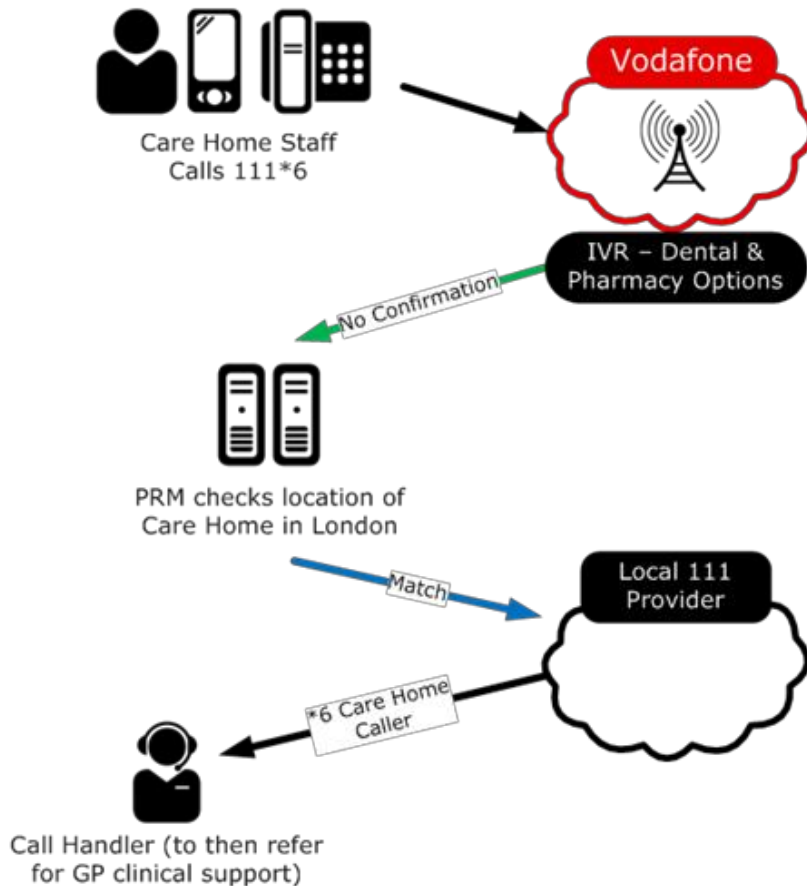 Care Home Staff
Calls 111*6
Vodafone
IVR – Dental &
Pharmacy Options
No Confirmation
PRM checks location of
Care Home in London
Match
Local 111
Provider
*6 Care Home
Caller
Call Handler (to then refer
for GP clinical support)